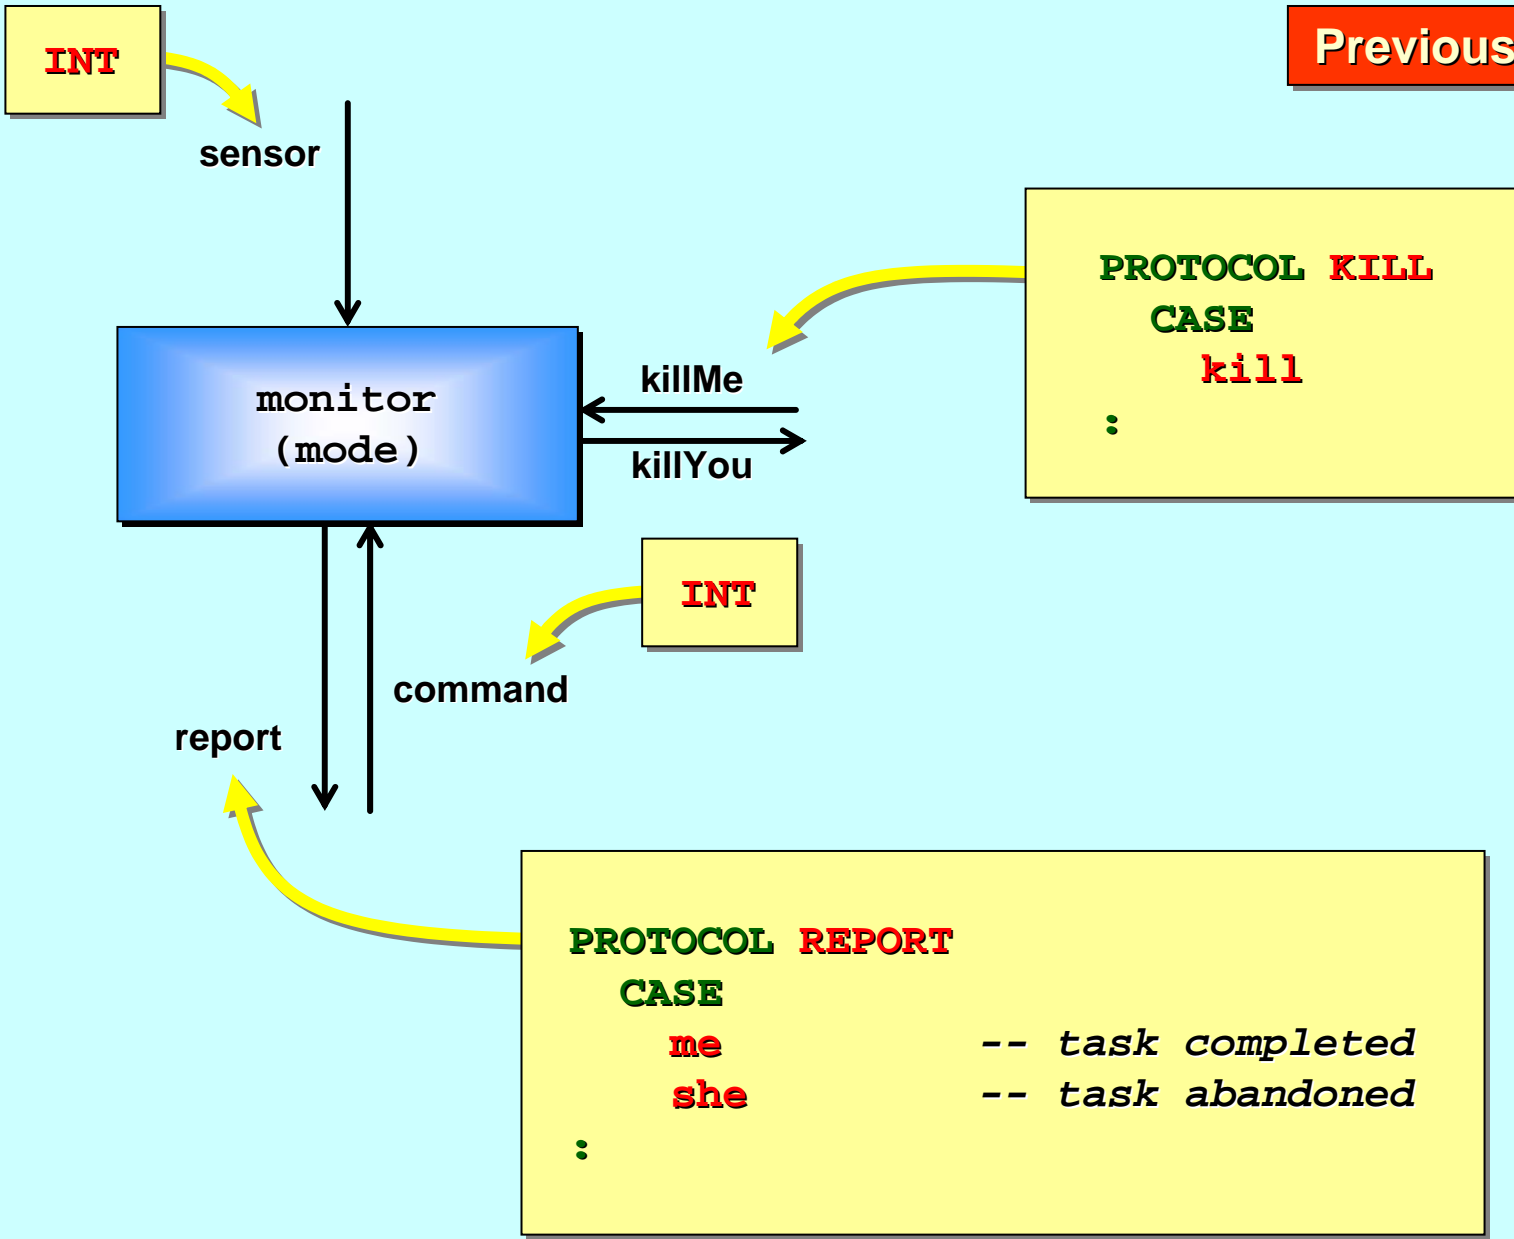 INT
Previous
sensor
PROTOCOL KILL
CASE
kill
:
killMe
monitor
(mode)
killYou
INT
command
report
PROTOCOL REPORT
CASE
me -- task completed
she -- task abandoned
: